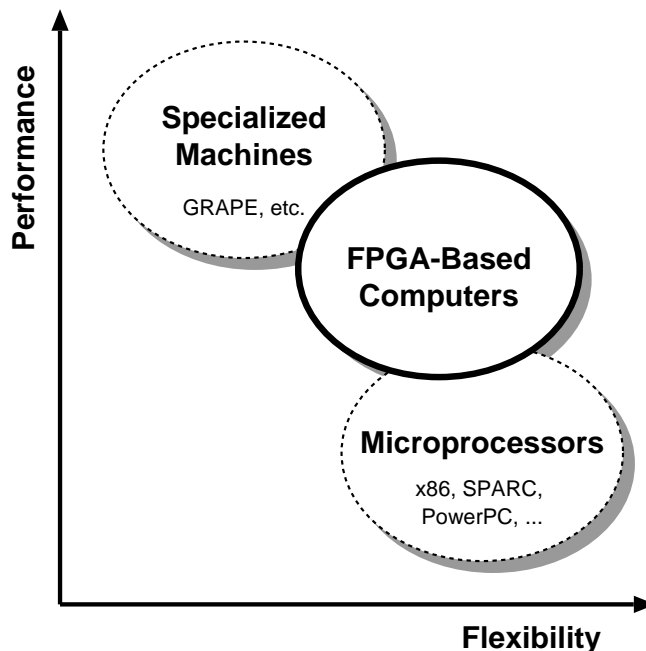 Performance
Specialized
Machines
GRAPE, etc.
FPGA-Based
Computers
Microprocessors
x86, SPARC,
PowerPC, ...
Flexibility